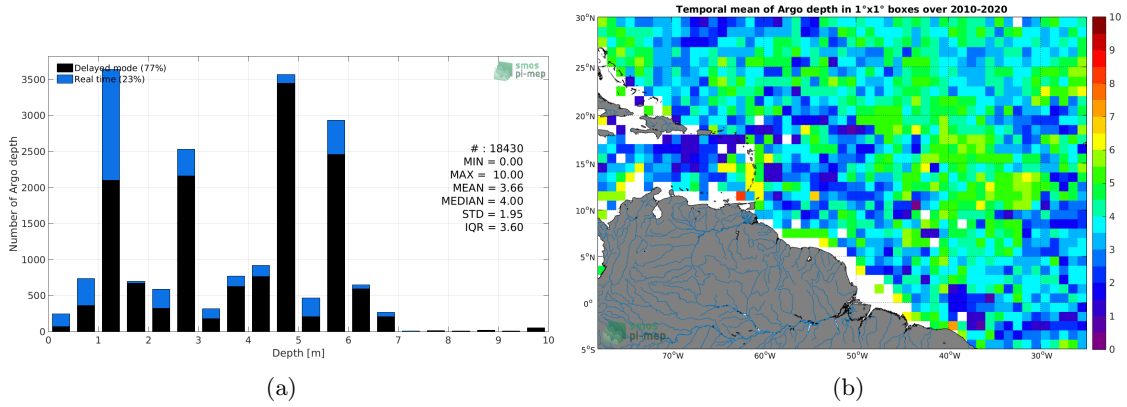 Delayed mode (77%)
Real time (23%)
smos
pi-mep
3500
3000
2500
2000
1500
1000
500
0
Number of Argo depth
# : 18430
MIN = 0.00
MAX = 10.00
MEAN = 3.66
MEDIAN = 4.00
STD = 1.95
IQR = 3.60
0 1 2 3 4 5 6 7 8 9 10
Depth [m]
(a)
Temporal mean of Argo depth in 1°x1° boxes over 2010-2020
30°N
25°N
20°N
15°N
10°N
5°N
0°
5°S
70°W 60°W 50°W 40°W 30°W
smos
pi-mep
10
9
8
7
6
5
4
3
2
1
0
(b)